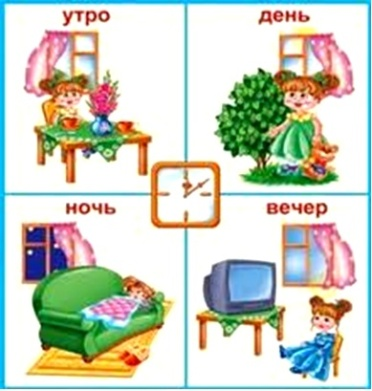 утро
день
ночь
вечер